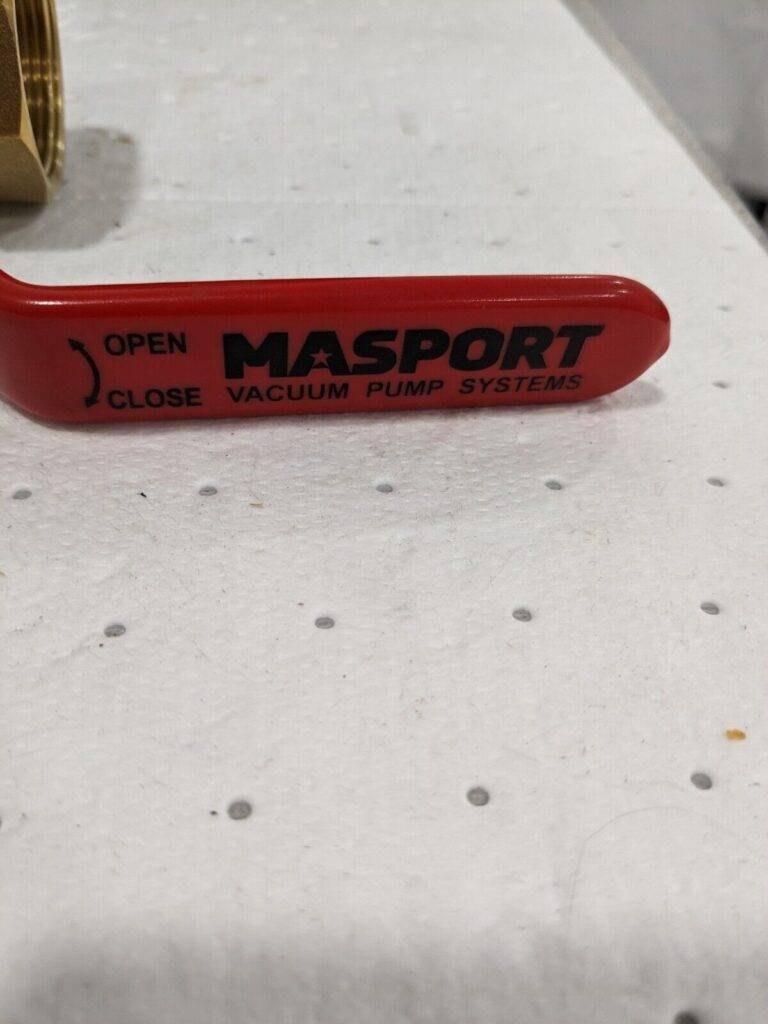 OPEN
CLOSE
MASPORT
VACUUM PUMP SYSTEMS